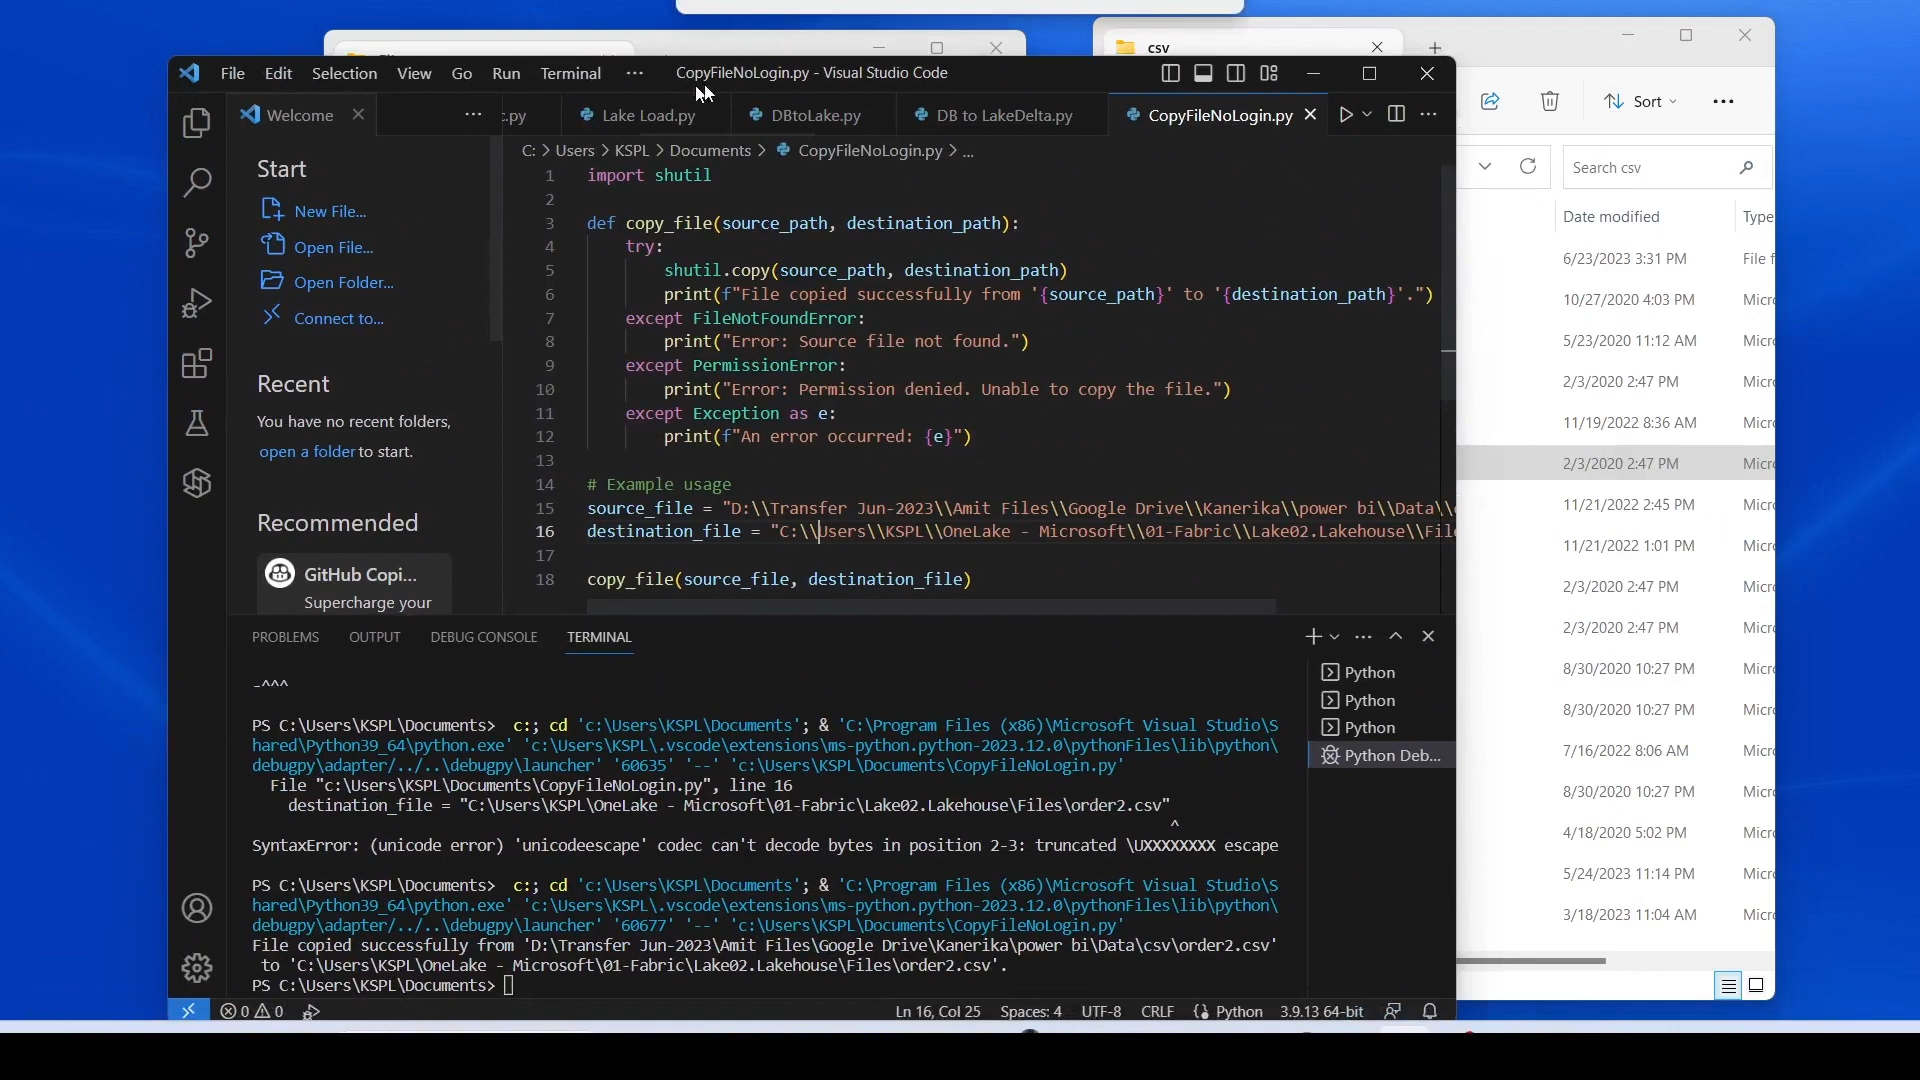 csv
File Edit Selection View Go Run Terminal ··· CopyFileNoLogin.py - Visual Studio Code
Sort
Welcome ··· c.py Lake Load.py DBtoLake.py DB to LakeDelta.py CopyFileNoLogin.py
C: > Users > KSPL > Documents > CopyFileNoLogin.py > ...
Search csv
Date modified Type
Start
New File...
Open File...
Open Folder...
Connect to...
Recent
You have no recent folders,
open a folder to start.
Recommended
GitHub Copi...
Supercharge your
1 import shutil
2
3 def copy_file(source_path, destination_path):
4 try:
5 shutil.copy(source_path, destination_path)
6 print(f"File copied successfully from '{source_path}' to '{destination_path}'.")
7 except FileNotFoundError:
8 print("Error: Source file not found.")
9 except PermissionError:
10 print("Error: Permission denied. Unable to copy the file.")
11 except Exception as e:
12 print(f"An error occurred: {e}")
13
14 # Example usage
15 source_file = "D:\\Transfer Jun-2023\\Amit Files\\Google Drive\\Kanerika\\power bi\\Data\\
16 destination_file = "C:\\Users\\KSPL\\OneLake - Microsoft\\01-Fabric\\Lake02.Lakehouse\\File
17
18 copy_file(source_file, destination_file)
6/23/2023 3:31 PM File f
10/27/2020 4:03 PM Micro
5/23/2023 11:12 AM Micro
2/3/2020 2:47 PM Micro
11/19/2022 8:36 AM Micro
2/3/2020 2:47 PM Micro
11/21/2022 2:45 PM Micro
11/21/2022 1:01 PM Micro
2/3/2020 2:47 PM Micro
2/3/2020 2:47 PM Micro
8/30/2020 10:27 PM Micro
8/30/2020 10:27 PM Micro
7/16/2022 8:06 AM Micro
8/30/2020 10:27 PM Micro
4/18/2020 5:02 PM Micro
5/24/2023 11:14 PM Micro
3/18/2023 11:04 AM Micro
PROBLEMS OUTPUT DEBUG CONSOLE TERMINAL
-^^^
PS C:\Users\KSPL\Documents> c:; cd 'c:\Users\KSPL\Documents'; & 'C:\Program Files (x86)\Microsoft Visual Studio\S
hared\Python39_64\python.exe' 'c:\Users\KSPL\.vscode\extensions\ms-python.python-2023.12.0\pythonFiles\lib\python\
debugpy\adapter/../..\debugpy\launcher' '60635' '--' 'c:\Users\KSPL\Documents\CopyFileNoLogin.py'
File "c:\Users\KSPL\Documents\CopyFileNoLogin.py", line 16
destination_file = "C:\Users\KSPL\OneLake - Microsoft\01-Fabric\Lake02.Lakehouse\Files\order2.csv"
^
SyntaxError: (unicode error) 'unicodeescape' codec can't decode bytes in position 2-3: truncated \UXXXXXXXX escape
PS C:\Users\KSPL\Documents> c:; cd 'c:\Users\KSPL\Documents'; & 'C:\Program Files (x86)\Microsoft Visual Studio\S
hared\Python39_64\python.exe' 'c:\Users\KSPL\.vscode\extensions\ms-python.python-2023.12.0\pythonFiles\lib\python\
debugpy\adapter/../..\debugpy\launcher' '60677' '--' 'c:\Users\KSPL\Documents\CopyFileNoLogin.py'
File copied successfully from 'D:\Transfer Jun-2023\Amit Files\Google Drive\Kanerika\power bi\Data\csv\order2.csv'
to 'C:\Users\KSPL\OneLake - Microsoft\01-Fabric\Lake02.Lakehouse\Files\order2.csv'.
PS C:\Users\KSPL\Documents>
Python
Python
Python
Python Deb...
0 0 Ln 16, Col 25 Spaces: 4 UTF-8 CRLF Python 3.9.13 64-bit